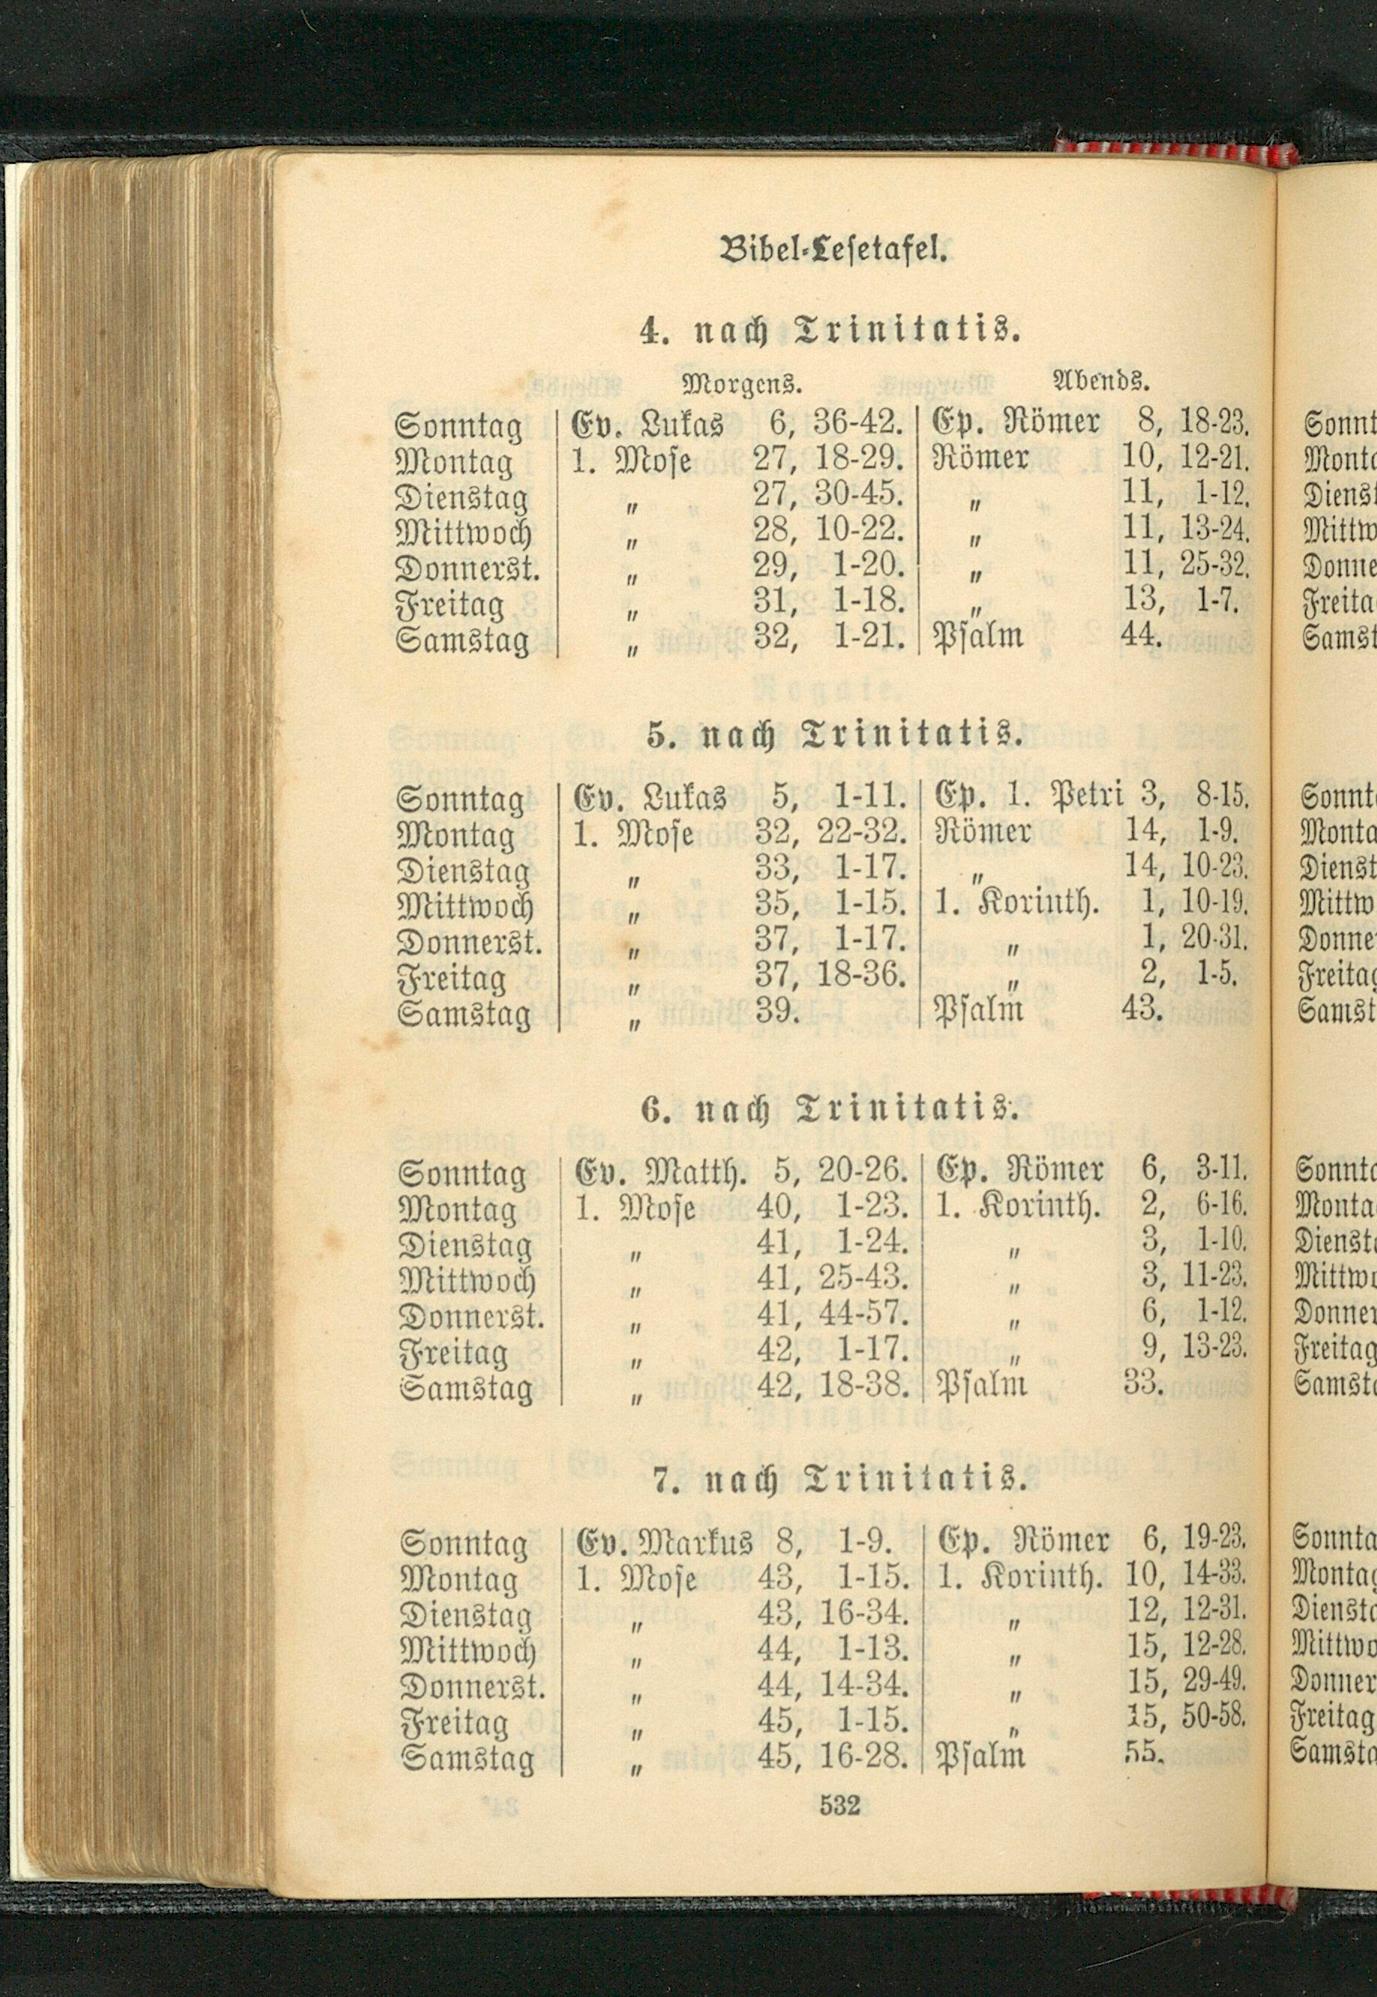 Bibel-Lesetafel.
4. nach Trinitatis.
Morgens. Abends.
Sonntag Ev. Lukas 6, 36-42. Ep. Römer 8, 18-23.
Montag 1. Mose 27, 18-29. Römer 10, 12-21.
Dienstag „ 27, 30-45. „ 11, 1-12.
Mittwoch „ 28, 10-22. „ 11, 13-24.
Donnerst. „ 29, 1-20. „ 11, 25-32.
Freitag „ 31, 1-18. „ 13, 1-7.
Samstag „ 32, 1-21. Psalm 44.
5. nach Trinitatis.
Sonntag Ev. Lukas 5, 1-11. Ep. 1. Petri 3, 8-15.
Montag 1. Mose 32, 22-32. Römer 14, 1-9.
Dienstag „ 33, 1-17. „ 14, 10-23.
Mittwoch „ 35, 1-15. 1. Korinth. 1, 10-19.
Donnerst. „ 37, 1-17. „ 1, 20-31.
Freitag „ 37, 18-36. „ 2, 1-5.
Samstag „ 39. Psalm 43.
6. nach Trinitatis.
Sonntag Ev. Matth. 5, 20-26. Ep. Römer 6, 3-11.
Montag 1. Mose 40, 1-23. 1. Korinth. 2, 6-16.
Dienstag „ 41, 1-24. „ 3, 1-10.
Mittwoch „ 41, 25-43. „ 3, 11-23.
Donnerst. „ 41, 44-57. „ 6, 1-12.
Freitag „ 42, 1-17. „ 9, 13-23.
Samstag „ 42, 18-38. Psalm 33.
7. nach Trinitatis.
Sonntag Ev. Markus 8, 1-9. Ep. Römer 6, 19-23.
Montag 1. Mose 43, 1-15. 1. Korinth. 10, 14-33.
Dienstag „ 43, 16-34. „ 12, 12-31.
Mittwoch „ 44, 1-13. „ 15, 12-28.
Donnerst. „ 44, 14-34. „ 15, 29-49.
Freitag „ 45, 1-15. „ 15, 50-58.
Samstag „ 45, 16-28. Psalm 55.
532